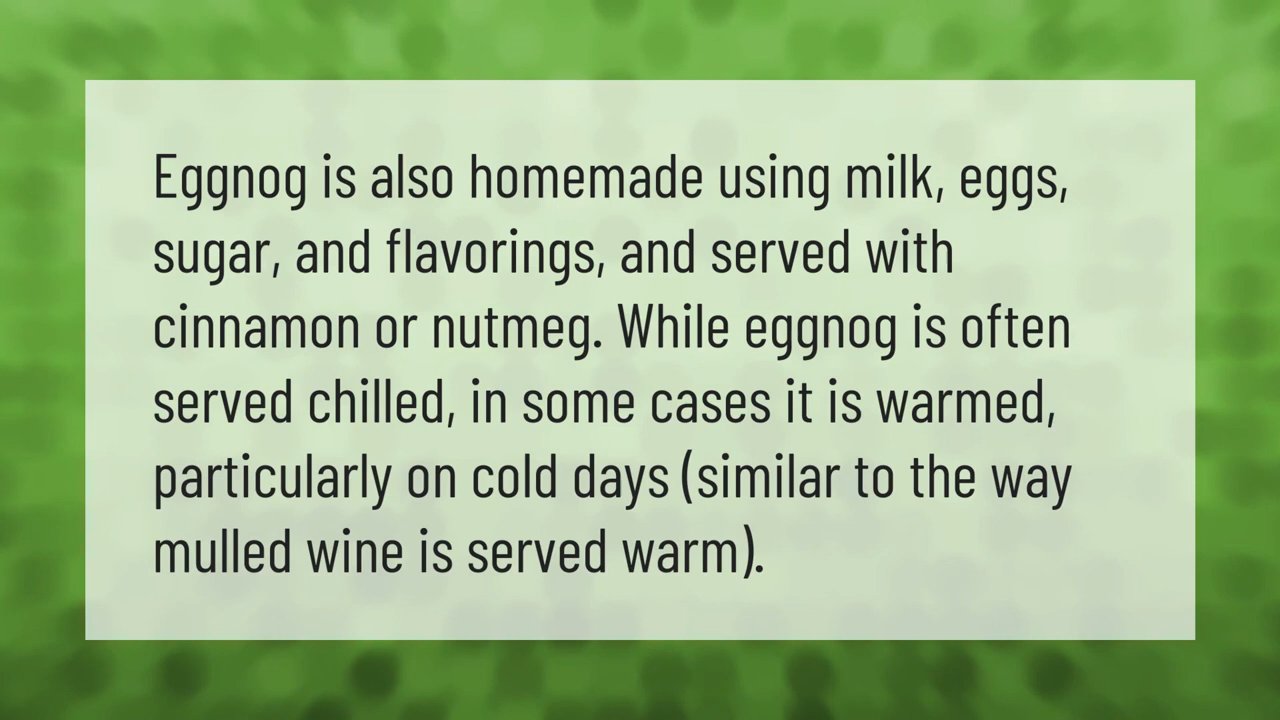 Eggnog is also homemade using milk, eggs,
sugar, and flavorings, and served with
cinnamon or nutmeg. While eggnog is often
served chilled, in some cases it is warmed,
particularly on cold days (similar to the way
mulled wine is served warm).